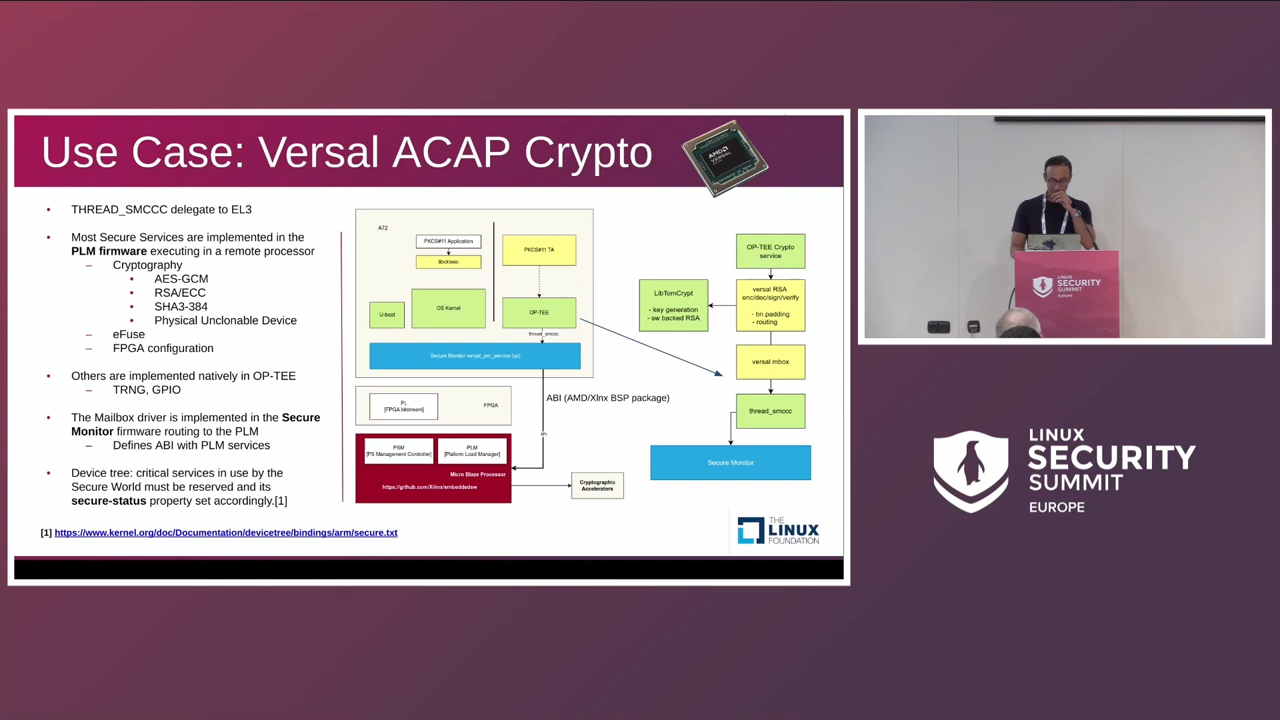 Use Case: Versal ACAP Crypto
AMD
VERSAL
• THREAD_SMCCC delegate to EL3
• Most Secure Services are implemented in the
PLM firmware executing in a remote processor
– Cryptography
• AES-GCM
• RSA/ECC
• SHA3-384
• Physical Unclonable Device
– eFuse
– FPGA configuration
• Others are implemented natively in OP-TEE
– TRNG, GPIO
• The Mailbox driver is implemented in the Secure
Monitor firmware routing to the PLM
– Defines ABI with PLM services
• Device tree: critical services in use by the
Secure World must be reserved and its
secure-status property set accordingly.[1]
[1] https://www.kernel.org/doc/Documentation/devicetree/bindings/arm/secure.txt
A72
PKCS#11 Application
libckteec
PKCS#11 TA
U-boot
OS Kernel
OP-TEE
thread_smccc
Secure Monitor versal_pm_service (ipi)
PL
[FPGA bitstream]
FPGA
ABI (AMD/Xlnx BSP package)
IPI
PSM
[PS Management Controller]
PLM
[Platform Load Manager]
Micro Blaze Processor
https://github.com/Xilinx/embeddedsw
Cryptographic
Accelerators
OP-TEE Crypto
service
LibTomCrypt
- key generation
- sw backed RSA
versal RSA
enc/dec/sign/verify
- bn padding
- routing
versal mbox
thread_smccc
Secure Monitor
THE
LINUX
FOUNDATION
LINUX
SECURITY
SUMMIT
EUROPE
LINUX
SECURITY
SUMMIT
EUROPE